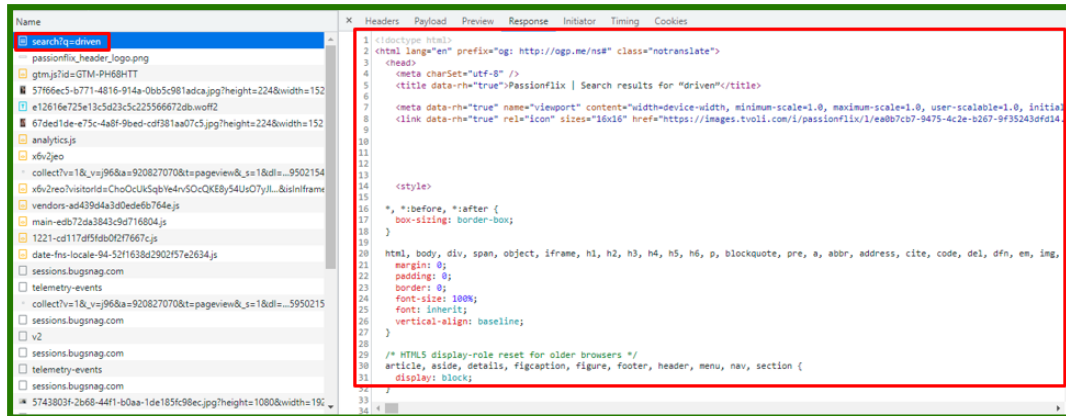 Name
search?q=driven
passionflix_header_logo.png
gtm.js?id=GTM-PH68HTT
57f66ec5-b771-4816-914a-0bb5c981adca.jpg?height=224&width=152
e12616e725e13c5d23c5c225566672db.woff2
67ded1de-e75c-4a8f-9bed-cdf381aa07c5.jpg?height=224&width=152
analytics.js
x6v2jeo
collect?v=1&_v=j96&a=920827070&t=pageview&_s=1&dl=...9502154
x6v2reo?visitorId=ChoOcUkSqbYe4rvSOcQKE8y54UsO7yJl...&isInIframe
vendors-ad439d4a3d0ede6b764e.js
main-edb72da3843c9d716804.js
1221-cd117df5fdb0f2f7667c.js
date-fns-locale-94-52f1638d2902f57e2634.js
sessions.bugsnag.com
telemetry-events
collect?v=1&_v=j96&a=920827070&t=pageview&_s=1&dl=...5950215
sessions.bugsnag.com
v2
sessions.bugsnag.com
telemetry-events
sessions.bugsnag.com
5743803f-2b68-44f1-b0aa-1de185fc98ec.jpg?height=1080&width=192
× Headers Payload Preview Response Initiator Timing Cookies
1 <!doctype html>
2 <html lang="en" prefix="og: http://ogp.me/ns#" class="notranslate">
3 <head>
4 <meta charSet="utf-8" />
5 <title data-rh="true">Passionflix | Search results for “driven”</title>
6
7 <meta data-rh="true" name="viewport" content="width=device-width, minimum-scale=1.0, maximum-scale=1.0, user-scalable=1.0, initial
8 <link data-rh="true" rel="icon" sizes="16x16" href="https://images.tvoli.com/i/passionflix/l/ea0b7cb7-9475-4c2e-b267-9f35243dfd14.
9
10
11
12
13
14 <style>
15
16 *, *:before, *:after {
17 box-sizing: border-box;
18 }
19
20 html, body, div, span, object, iframe, h1, h2, h3, h4, h5, h6, p, blockquote, pre, a, abbr, address, cite, code, del, dfn, em, img,
21 margin: 0;
22 padding: 0;
23 border: 0;
24 font-size: 100%;
25 font: inherit;
26 vertical-align: baseline;
27 }
28
29 /* HTML5 display-role reset for older browsers */
30 article, aside, details, figcaption, figure, footer, header, menu, nav, section {
31 display: block;
32 }
33
34